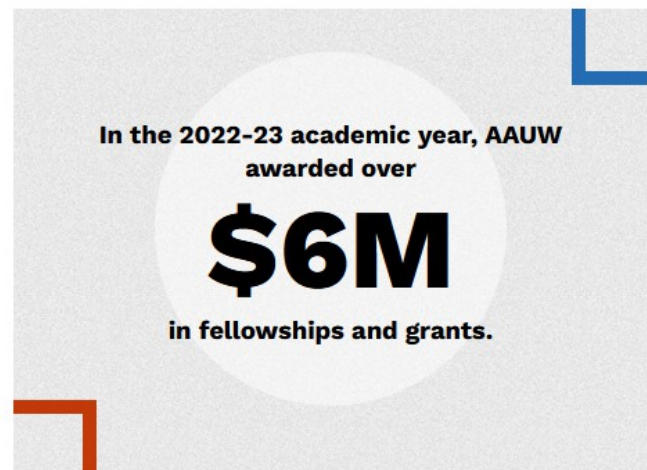 In the 2022-23 academic year, AAUW
awarded over
$6M
in fellowships and grants.